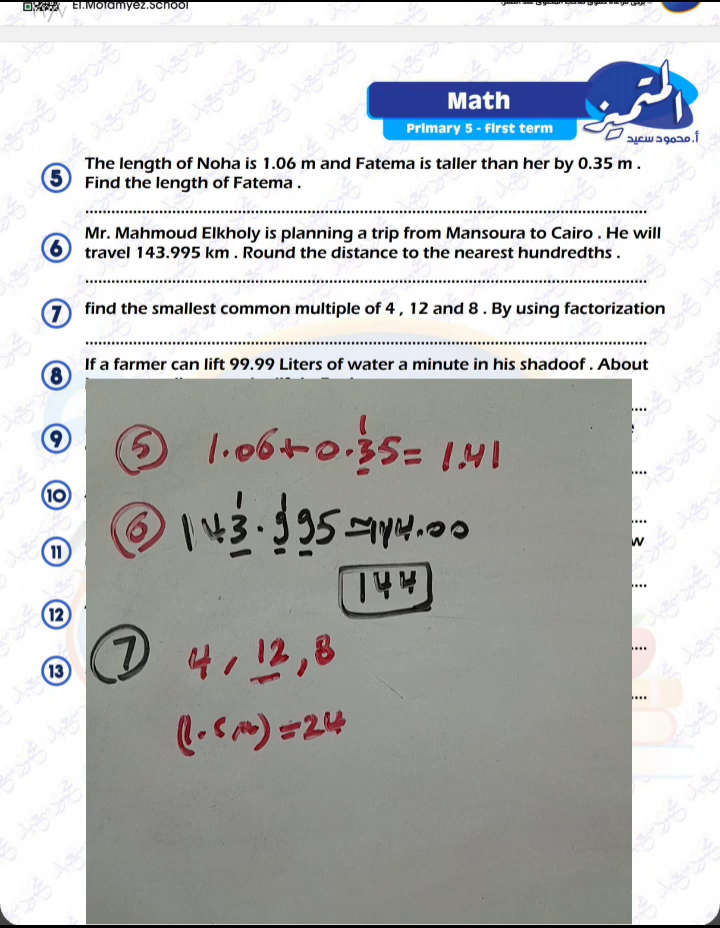 El.Motamyez.School
Math
Primary 5 - first term
المتميز
أ. محمود سعيد
5 The length of Noha is 1.06 m and Fatema is taller than her by 0.35 m .
Find the length of Fatema .
6 Mr. Mahmoud Elkholy is planning a trip from Mansoura to Cairo . He will
travel 143.995 km . Round the distance to the nearest hundredths .
7 find the smallest common multiple of 4 , 12 and 8 . By using factorization
8 If a farmer can lift 99.99 Liters of water a minute in his shadoof . About
9
10
11
12
13
1
5 1.06+0.35= 1.41
1 1
6 143.995 ≈144.00
144
7 4 , 12 , 8
=24